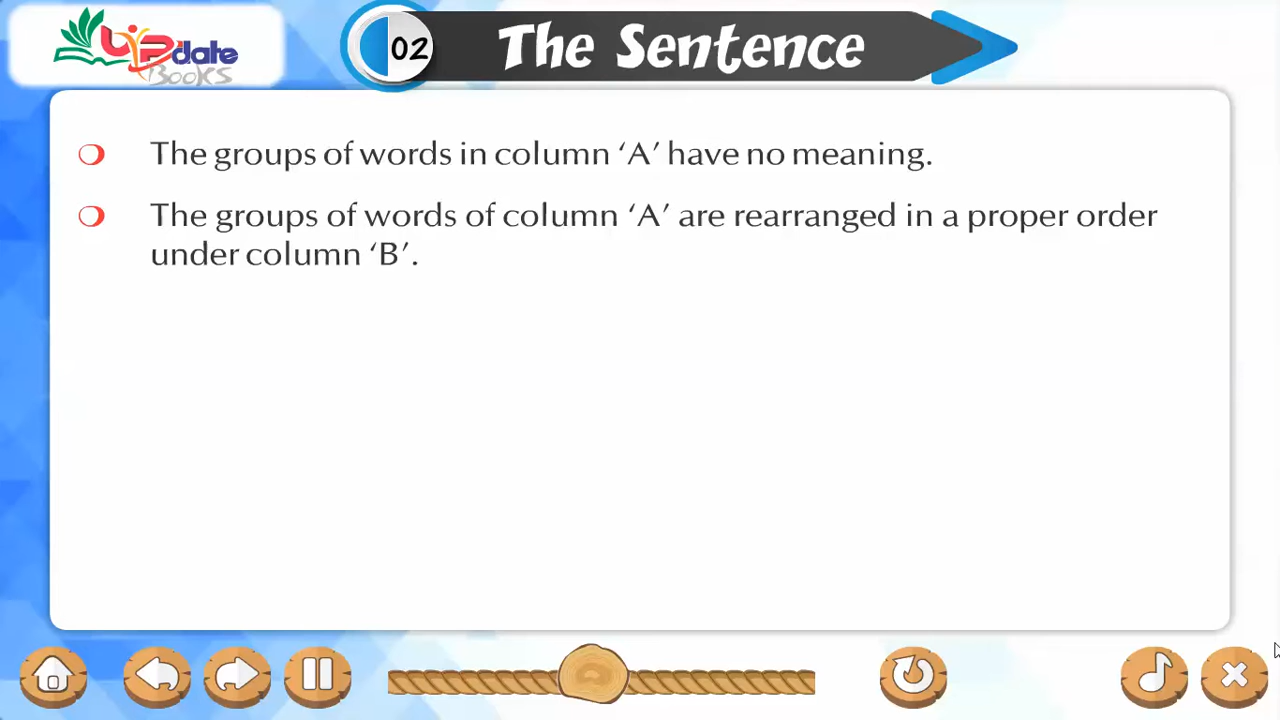 UPdate
Books
02
The Sentence
The groups of words in column ‘A’ have no meaning.
The groups of words of column ‘A’ are rearranged in a proper order
under column ‘B’.